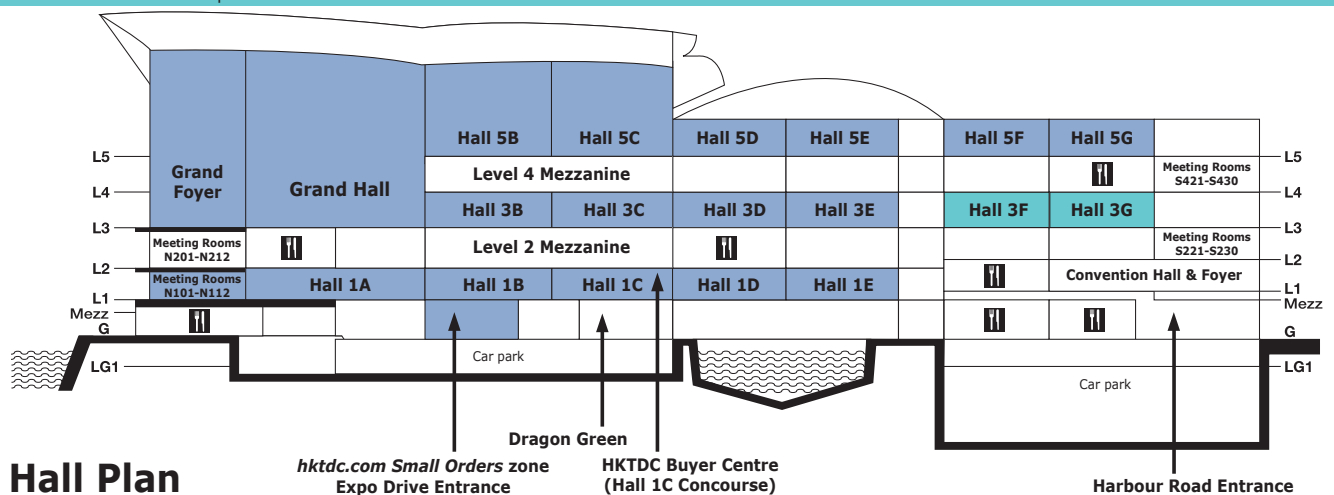 Hall 5B
Hall 5C
Hall 5D
Hall 5E
Hall 5F
Hall 5G
L5
L5
Grand
Foyer
Grand Hall
Level 4 Mezzanine
Meeting Rooms
S421-S430
L4
L4
Hall 3B
Hall 3C
Hall 3D
Hall 3E
Hall 3F
Hall 3G
L3
L3
Meeting Rooms
N201-N212
Level 2 Mezzanine
Meeting Rooms
S221-S230
L2
L2
Meeting Rooms
N101-N112
Hall 1A
Hall 1B
Hall 1C
Hall 1D
Hall 1E
Convention Hall & Foyer
L1
L1
Mezz
Mezz
G
G
LG1
LG1
Car park
Car park
Dragon Green
Hall Plan
hktdc.com Small Orders zone
Expo Drive Entrance
HKTDC Buyer Centre
(Hall 1C Concourse)
Harbour Road Entrance